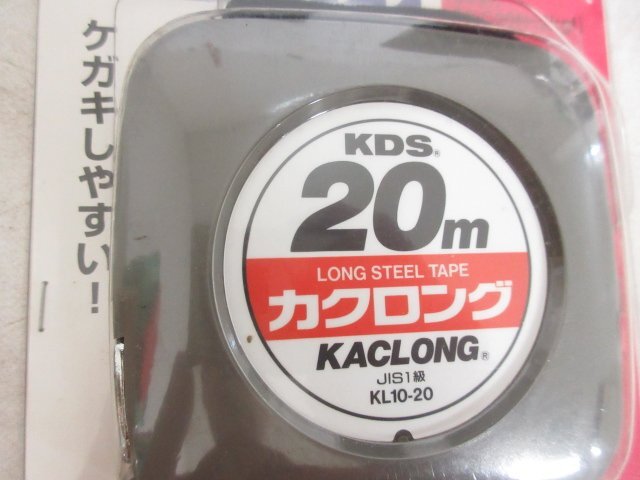 ケガキしやすい!
KDS®
20m
LONG STEEL TAPE
カクロング
KACLONG®
JIS1級
KL10-20